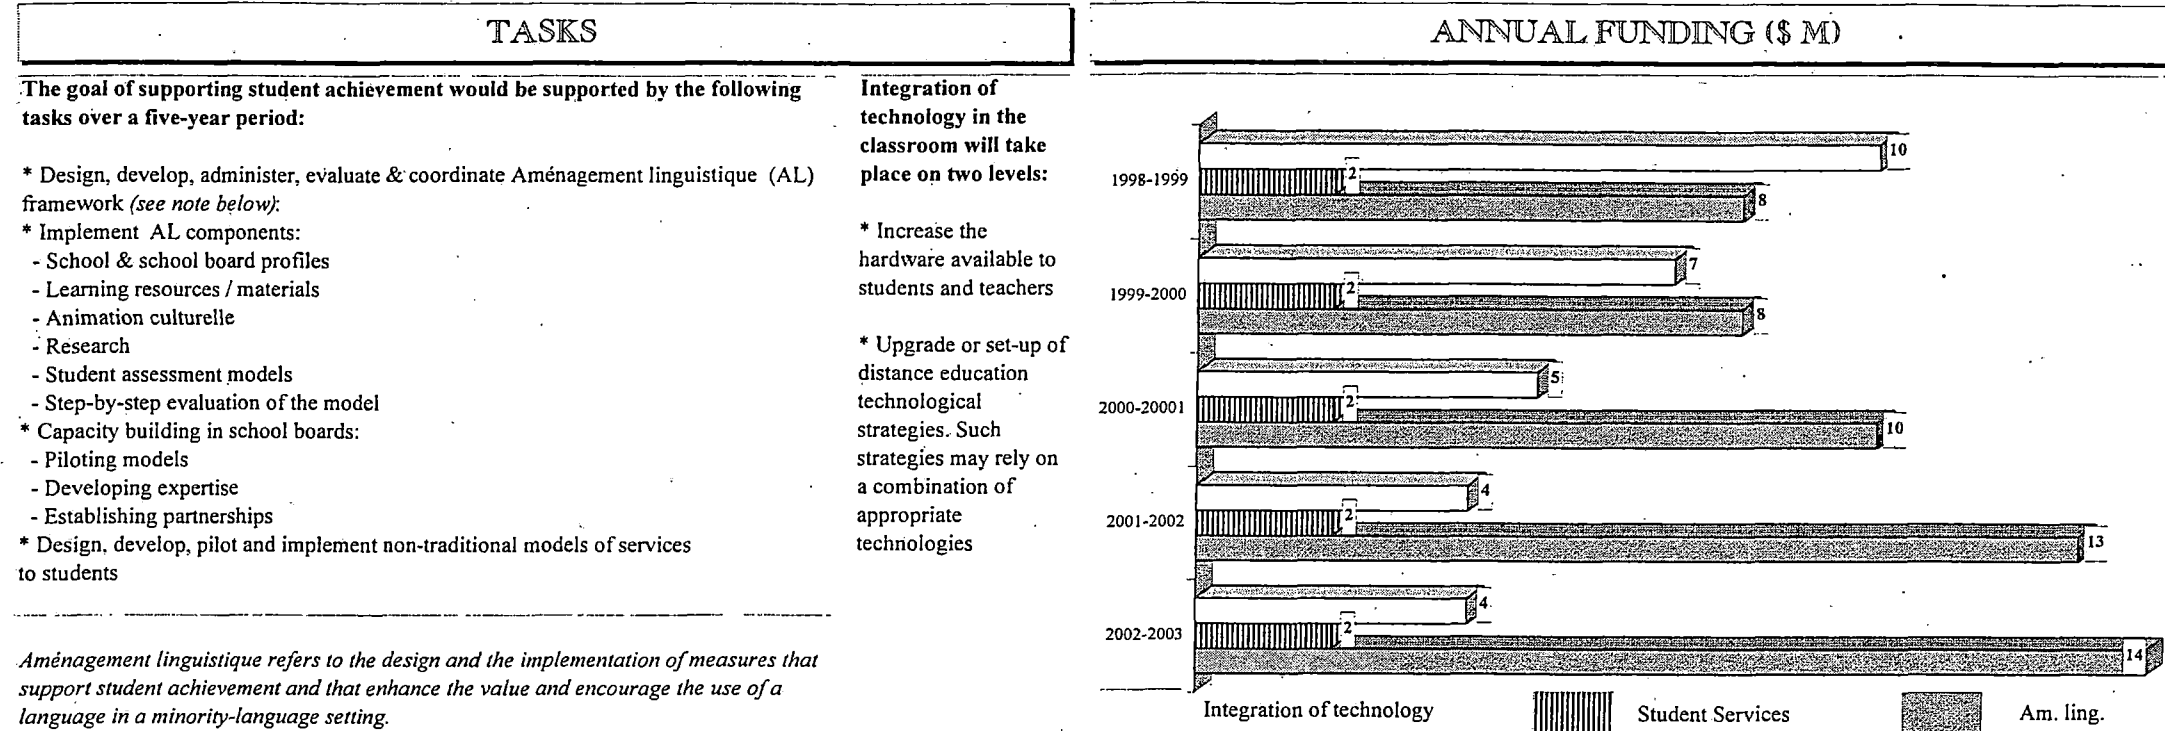 TASKS
The goal of supporting student achievement would be supported by the following
tasks over a five-year period:
* Design, develop, administer, evaluate & coordinate Aménagement linguistique (AL)
framework (see note below):
* Implement AL components:
- School & school board profiles
- Learning resources / materials
- Animation culturelle
- Research
- Student assessment models
- Step-by-step evaluation of the model
* Capacity building in school boards:
- Piloting models
- Developing expertise
- Establishing partnerships
* Design, develop, pilot and implement non-traditional models of services
to students
Aménagement linguistique refers to the design and the implementation of measures that
support student achievement and that enhance the value and encourage the use of a
language in a minority-language setting.
Integration of
technology in the
classroom will take
place on two levels:
* Increase the
hardware available to
students and teachers
* Upgrade or set-up of
distance education
technological
strategies. Such
strategies may rely on
a combination of
appropriate
technologies
ANNUAL FUNDING ($ M)
1998-1999
10
2
8
1999-2000
7
2
8
2000-20001
5
2
10
2001-2002
4
2
13
2002-2003
4
2
14
Integration of technology
Student Services
Am. ling.